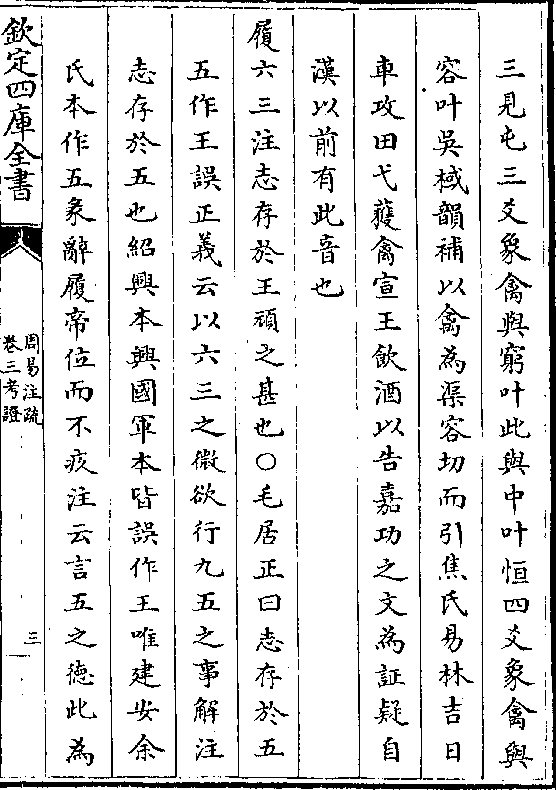 三見屯三爻象禽與窮叶此與中叶恒四爻象禽與
容叶吳棫韻補以禽為渠容切而引焦氏易林吉日
車攻田弋獲禽宣王飲酒以告嘉功之文為証疑自
漢以前有此音也
履六三注志存於王頑之甚也○毛居正曰志存於五
五作王誤正義云以六三之微欲行九五之事解注
志存於五也紹興本興國軍本皆誤作王唯建安余
氏本作五象辭履帝位而不疚注云言五之德此為
欽定四庫全書
周易注疏
卷三考證
三